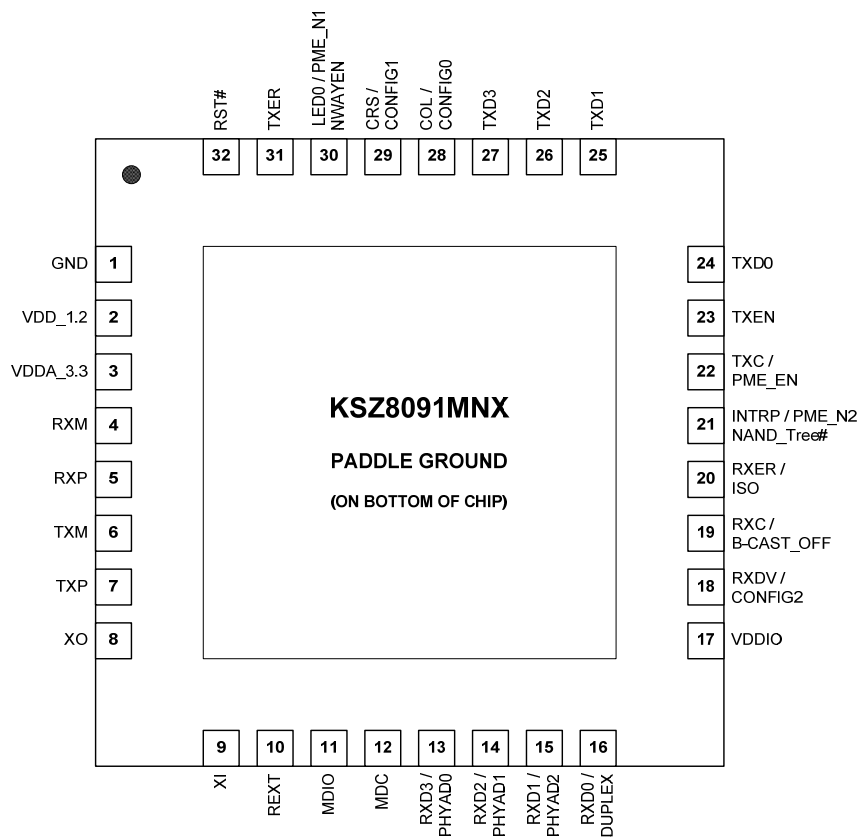 RST#
TXER
LED0 / PME_N1
NWAYEN
CRS /
CONFIG1
COL /
CONFIG0
TXD3
TXD2
TXD1
32
31
30
29
28
27
26
25
GND 1
VDD_1.2 2
VDDA_3.3 3
RXM 4
RXP 5
TXM 6
TXP 7
XO 8
KSZ8091MNX
PADDLE GROUND
(ON BOTTOM OF CHIP)
24 TXD0
23 TXEN
22 TXC /
PME_EN
21 INTRP / PME_N2
NAND_Tree#
20 RXER /
ISO
19 RXC /
B-CAST_OFF
18 RXDV /
CONFIG2
17 VDDIO
9
10
11
12
13
14
15
16
XI
REXT
MDIO
MDC
RXD3 /
PHYAD0
RXD2 /
PHYAD1
RXD1 /
PHYAD2
RXD0 /
DUPLEX